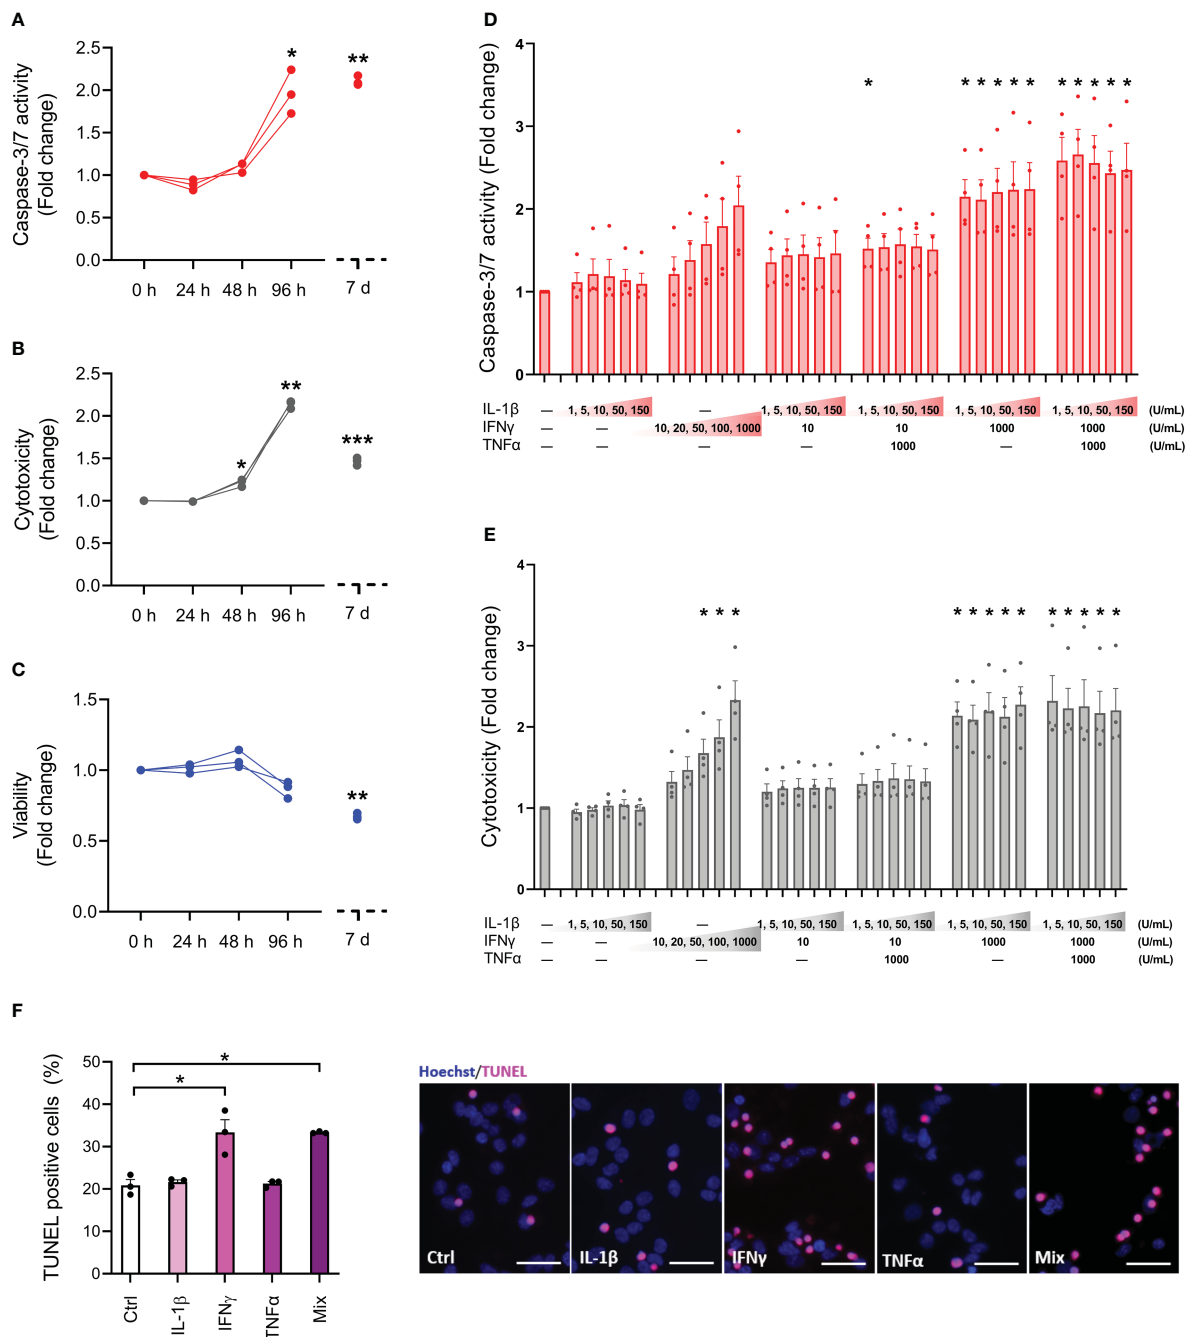 A
Caspase-3/7 activity
(Fold change)
2.5
2.0
1.5
1.0
0.5
0.0
* **
0 h 24 h 48 h 96 h 7 d
B
Cytotoxicity
(Fold change)
2.5
2.0
1.5
1.0
0.5
0.0
* ** ***
0 h 24 h 48 h 96 h 7 d
C
Viability
(Fold change)
1.5
1.0
0.5
0.0
**
0 h 24 h 48 h 96 h 7 d
D
Caspase-3/7 activity (Fold change)
4
3
2
1
0
* * * * * * * * * * *
IL-1β — 1, 5, 10, 50, 150 — 1, 5, 10, 50, 150 1, 5, 10, 50, 150 1, 5, 10, 50, 150 1, 5, 10, 50, 150 (U/mL)
IFNγ — — 10, 20, 50, 100, 1000 10 10 1000 1000 (U/mL)
TNFα — — — — 1000 — 1000 (U/mL)
E
Cytotoxicity (Fold change)
4
3
2
1
0
* * * * * * * * * * * * *
IL-1β — 1, 5, 10, 50, 150 — 1, 5, 10, 50, 150 1, 5, 10, 50, 150 1, 5, 10, 50, 150 1, 5, 10, 50, 150 (U/mL)
IFNγ — — 10, 20, 50, 100, 1000 10 10 1000 1000 (U/mL)
TNFα — — — — 1000 — 1000 (U/mL)
F
TUNEL positive cells (%)
50
40
30
20
10
0
*
*
Ctrl IL-1β IFNγ TNFα Mix
Hoechst/TUNEL
Ctrl IL-1β IFNγ TNFα Mix